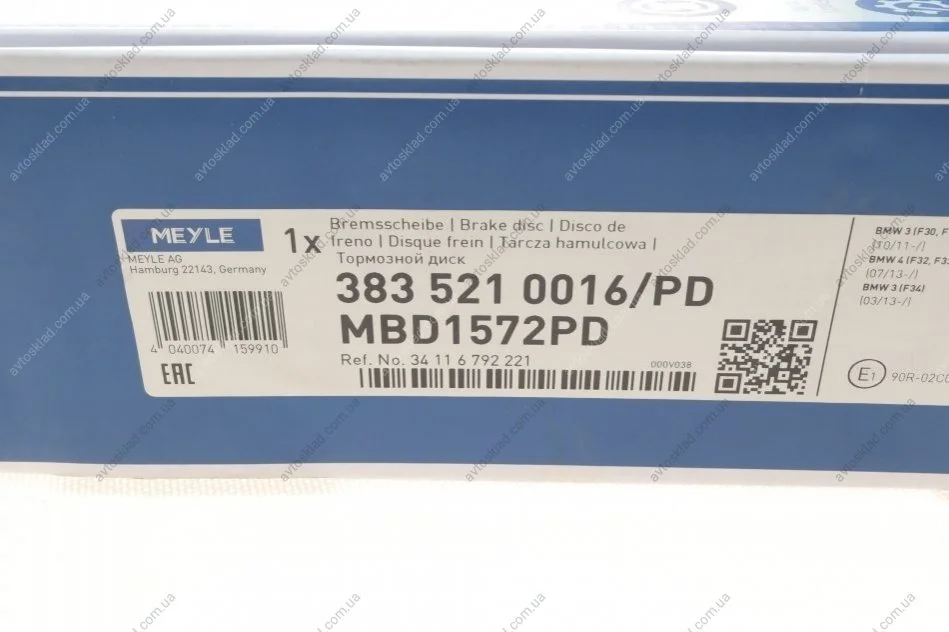 MEYLE
MEYLE AG
Hamburg 22143, Germany
4 040074 159910
EAC
1x
Bremsscheibe | Brake disc | Disco de
freno | Disque frein | Tarcza hamulcowa |
Тормозной диск
383 521 0016/PD
MBD1572PD
Ref. No. 34 11 6 792 221
000V038
BMW 3 (F30, F
(10/11-/)
BMW 4 (F32, F3
(07/13-/)
BMW 3 (F34)
(03/13-/)
E1 90R-02C0
avtosklad.com.ua